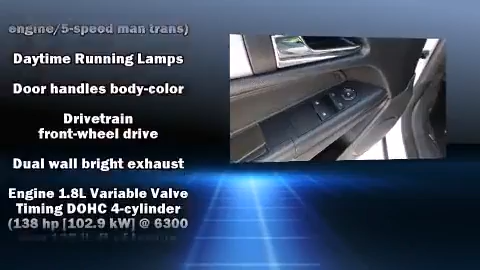 engine/5-speed man trans)
Daytime Running Lamps
Door handles body-color
Drivetrain
front-wheel drive
Dual wall bright exhaust
Engine 1.8L Variable Valve
Timing DOHC 4-cylinder
(138 hp [102.9 kW] @ 6300